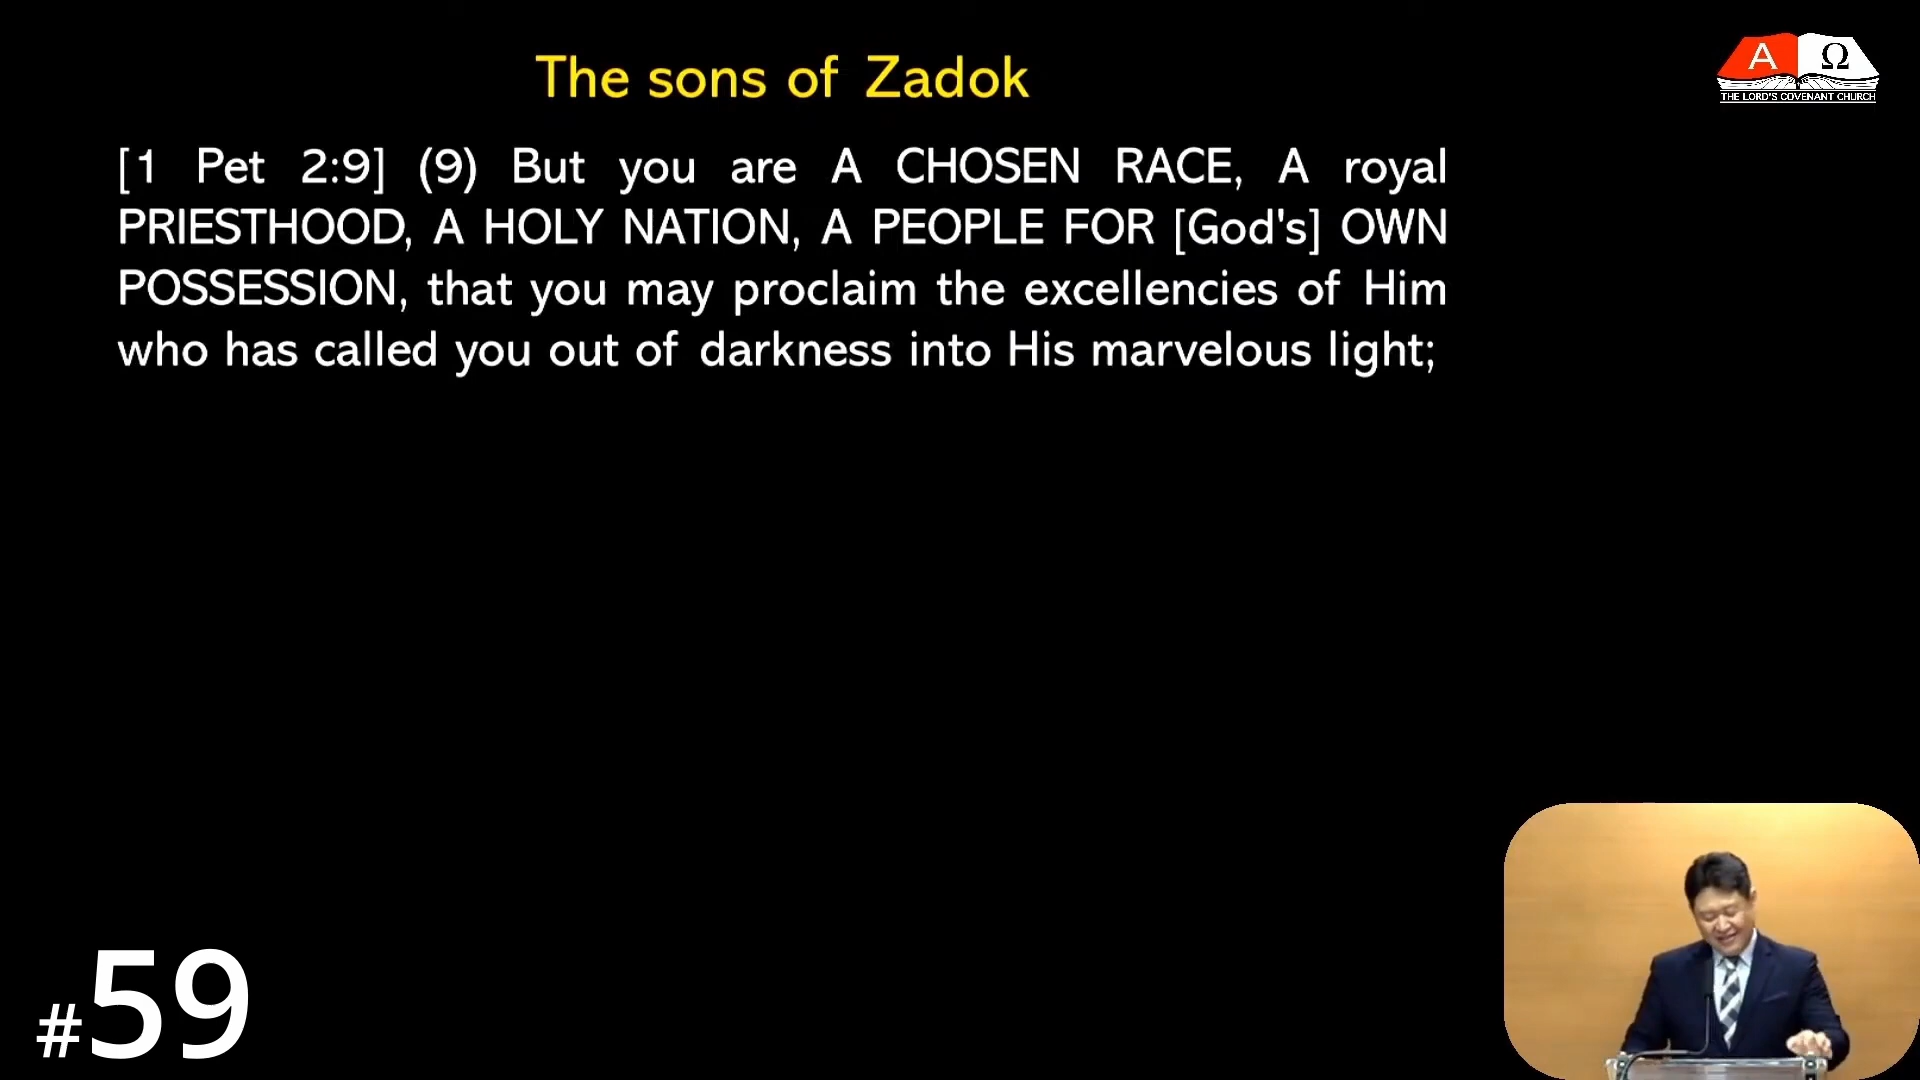 The sons of Zadok
A Ω
THE LORD'S COVENANT CHURCH
[1 Pet 2:9] (9) But you are A CHOSEN RACE, A royal
PRIESTHOOD, A HOLY NATION, A PEOPLE FOR [God's] OWN
POSSESSION, that you may proclaim the excellencies of Him
who has called you out of darkness into His marvelous light;
#59